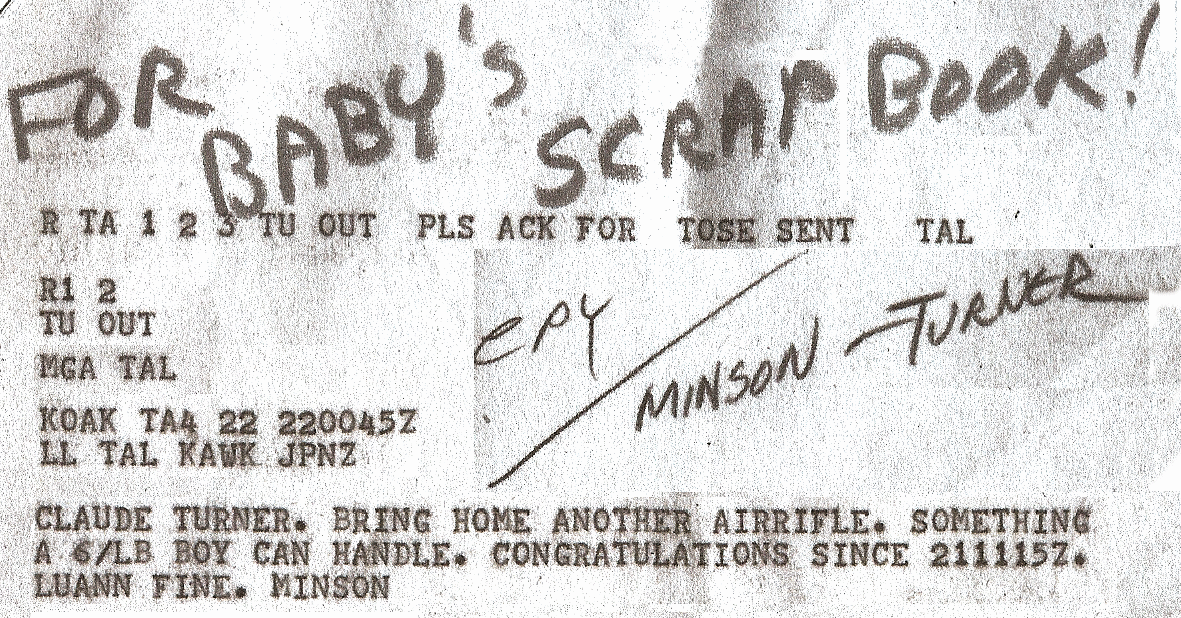 FOR BABY'S SCRAP BOOK!
R TA 1 2 3 TU OUT PLS ACK FOR TOSE SENT TAL
R1 2
TU OUT
MGA TAL
CPY / MINSON — TURNER
KOAK TA4 22 220045Z
LL TAL KAWK JPNZ
CLAUDE TURNER. BRING HOME ANOTHER AIRRIFLE. SOMETHING
A 6/LB BOY CAN HANDLE. CONGRATULATIONS SINCE 211115Z.
LUANN FINE. MINSON